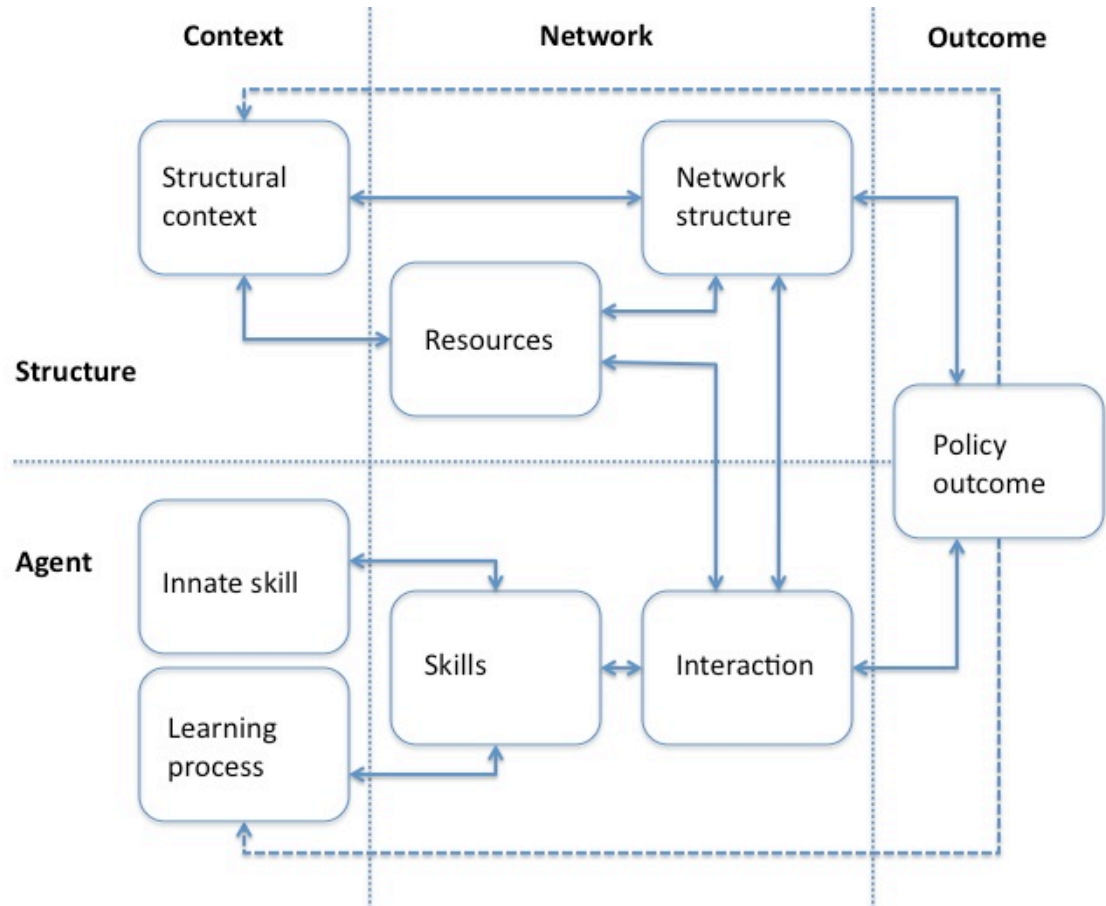 Context
Network
Outcome
Structural
context
Network
structure
Resources
Structure
Policy
outcome
Agent
Innate skill
Skills
Interaction
Learning
process